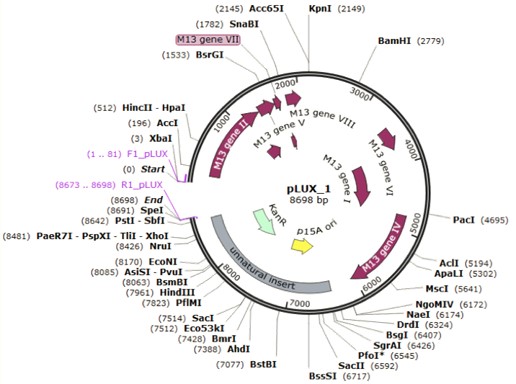 (2145) Acc65I
KpnI (2149)
(1782) SnaBI
M13 gene VII
(1533) BsrGI
BamHI (2779)
(512) HincII - HpaI
(196) AccI
(3) XbaI
(1 .. 81) F1_pLUX
(0) Start
(8673 .. 8698) R1_pLUX
(8698) End
(8691) SpeI
(8642) PstI - SbfI
(8481) PaeR7I - PspXI - TliI - XhoI
(8426) NruI
(8170) EcoNI
(8085) AsiSI - PvuI
(8063) BsmBI
(7961) HindIII
(7823) PflMI
(7514) SacI
(7512) Eco53kI
(7428) BmrI
(7388) AhdI
(7077) BstBI
BssSI (6717)
SacII (6592)
PfoI* (6545)
SgrAI (6426)
BsgI (6407)
DrdI (6324)
NaeI (6174)
NgoMIV (6172)
MscI (5641)
ApaLI (5302)
AclI (5194)
PacI (4695)
1000
2000
3000
4000
5000
6000
7000
8000
M13 gene II
M13 gene V
M13 gene VIII
M13 gene VI
M13 gene I
M13 gene IV
pLUX_1
8698 bp
KanR
p15A ori
unnatural insert